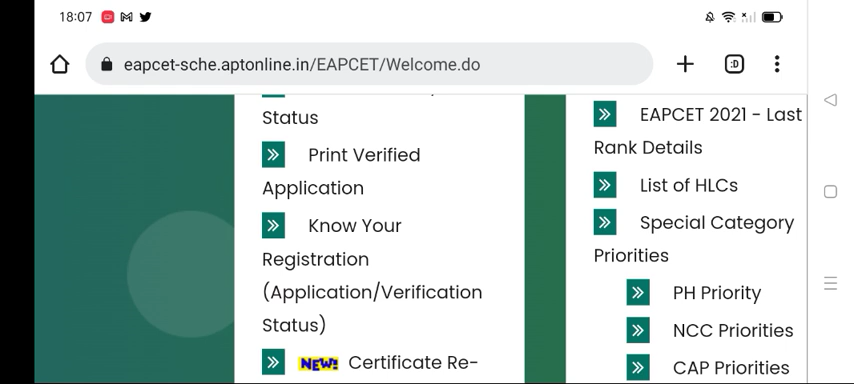 18:07
eapcet-sche.aptonline.in/EAPCET/Welcome.do
:D
Status
Print Verified
Application
Know Your
Registration
(Application/Verification
Status)
NEW! Certificate Re-
EAPCET 2021 - Last
Rank Details
List of HLCs
Special Category
Priorities
PH Priority
NCC Priorities
CAP Priorities